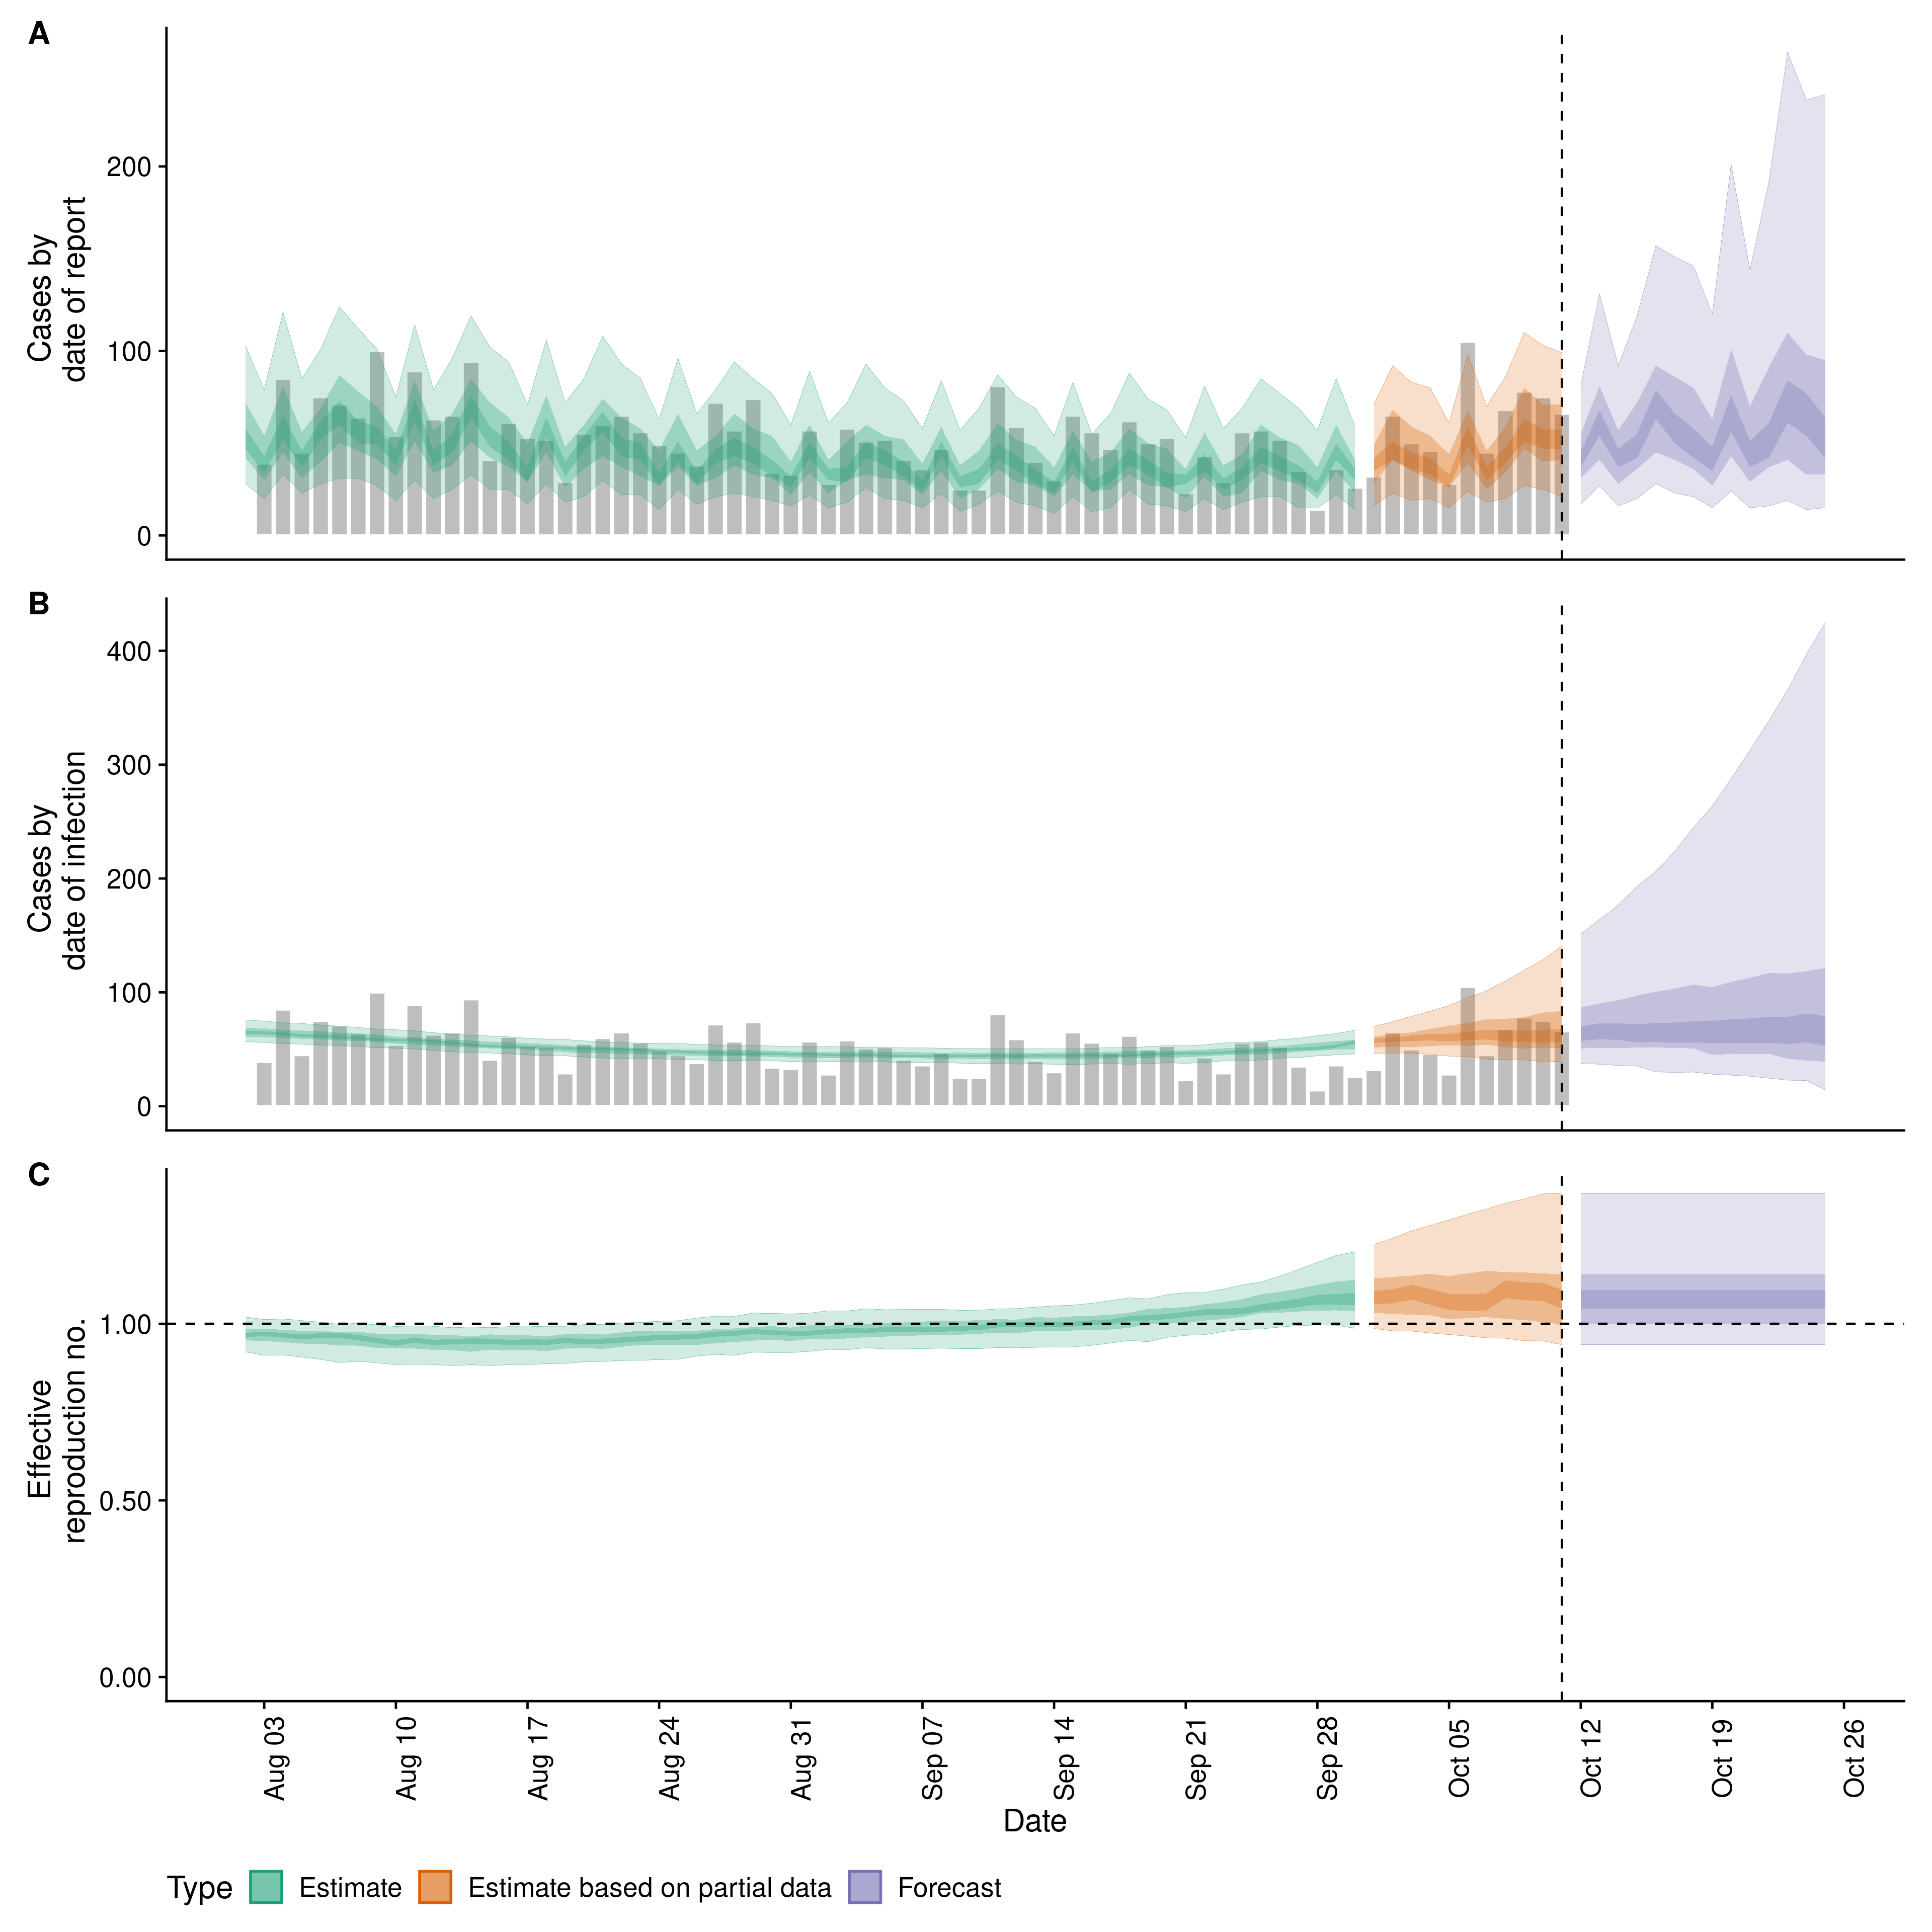 A
Cases by
date of report
200
100
0
B
Cases by
date of infection
400
300
200
100
0
C
Effective
reproduction no.
1.00
0.50
0.00
Aug 03
Aug 10
Aug 17
Aug 24
Aug 31
Sep 07
Sep 14
Sep 21
Sep 28
Oct 05
Oct 12
Oct 19
Oct 26
Date
Type Estimate Estimate based on partial data Forecast